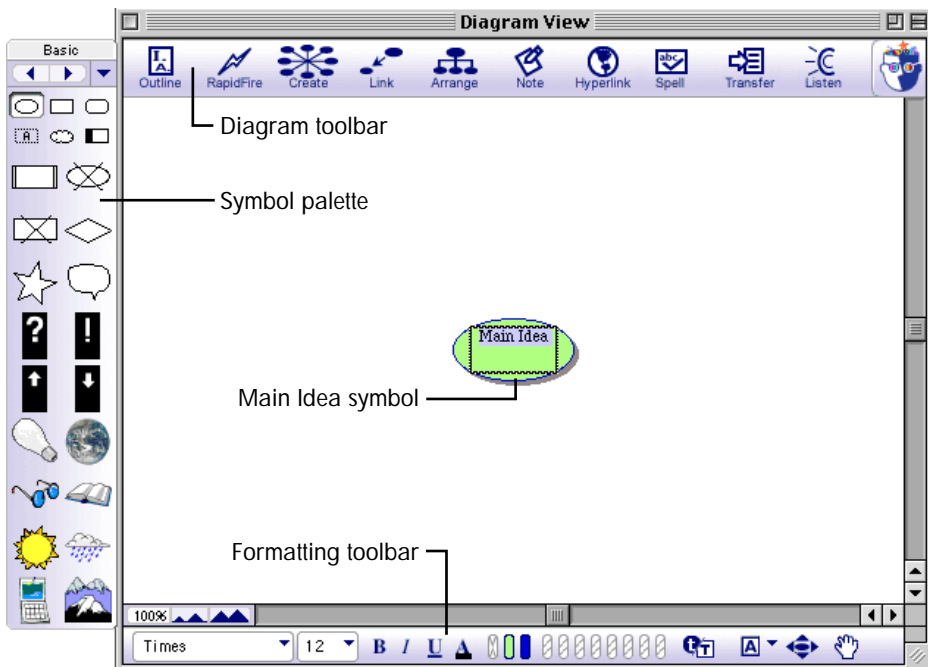 Diagram View
Basic
I.
A.
Outline
RapidFire
Create
Link
Arrange
Note
Hyperlink
abc
Spell
Transfer
Listen
Diagram toolbar
A
Symbol palette
? !
Main Idea
Main Idea symbol
Formatting toolbar
100%
Times 12 B I U A t T A